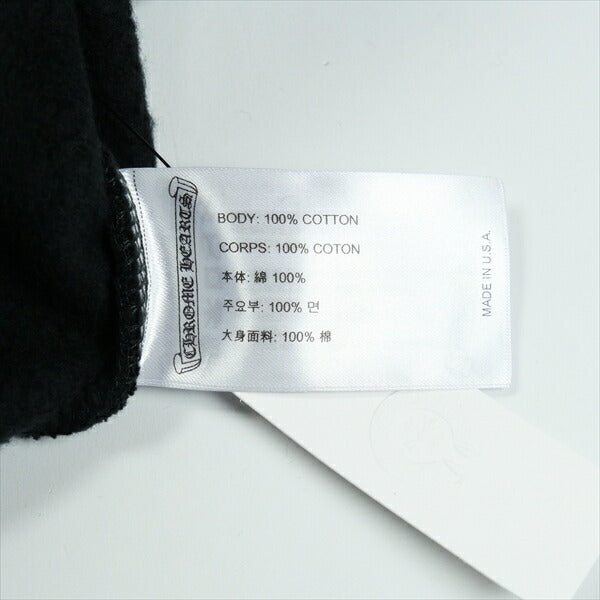 CHROME HEARTS
BODY: 100% COTTON
CORPS: 100% COTON
本体: 綿 100%
주요부: 100% 면
大身面料: 100% 棉
MADE IN U.S.A.